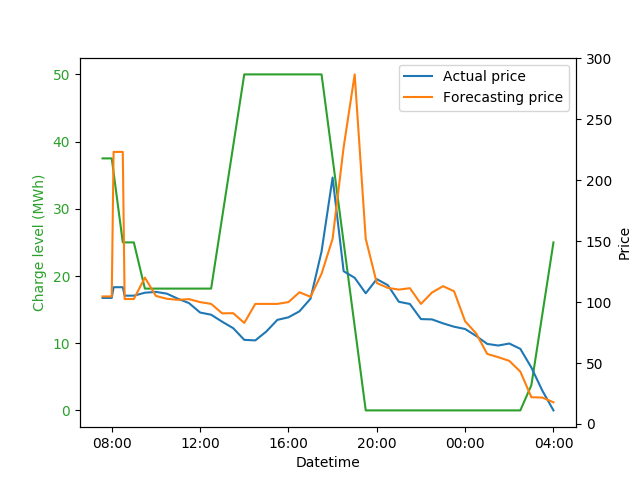 Actual price
Forecasting price
50
40
30
20
10
0
Charge level (MWh)
300
250
200
150
100
50
0
Price
08:00 12:00 16:00 20:00 00:00 04:00
Datetime